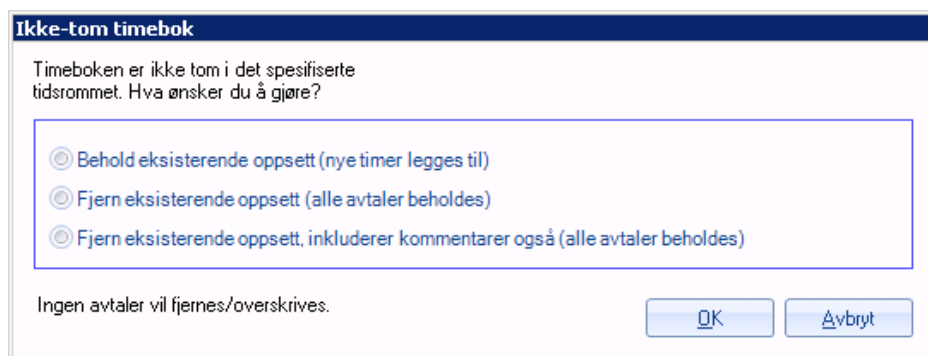 Ikke-tom timebok
Timeboken er ikke tom i det spesifiserte
tidsrommet. Hva ønsker du å gjøre?
Behold eksisterende oppsett (nye timer legges til)
Fjern eksisterende oppsett (alle avtaler beholdes)
Fjern eksisterende oppsett, inkluderer kommentarer også (alle avtaler beholdes)
Ingen avtaler vil fjernes/overskrives.
OK
Avbryt